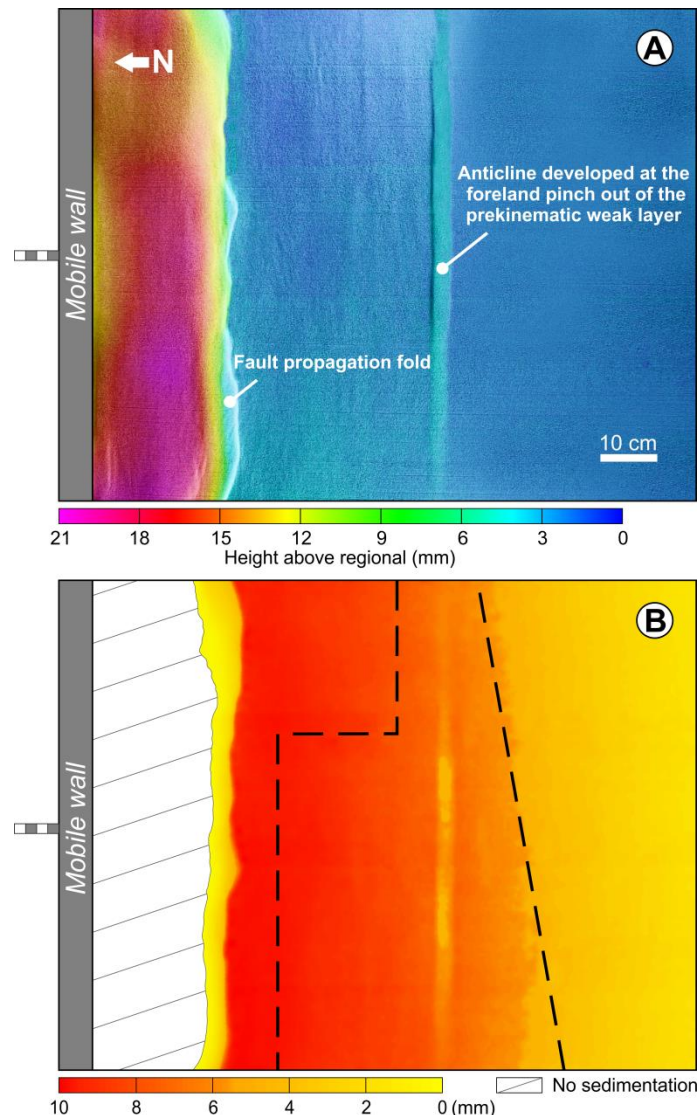 A
N
Anticline developed at the
foreland pinch out of the
prekinematic weak layer
Mobile wall
Fault propagation fold
10 cm
21 18 15 12 9 6 3 0
Height above regional (mm)
B
Mobile wall
No sedimentation
10 8 6 4 2 0 (mm)